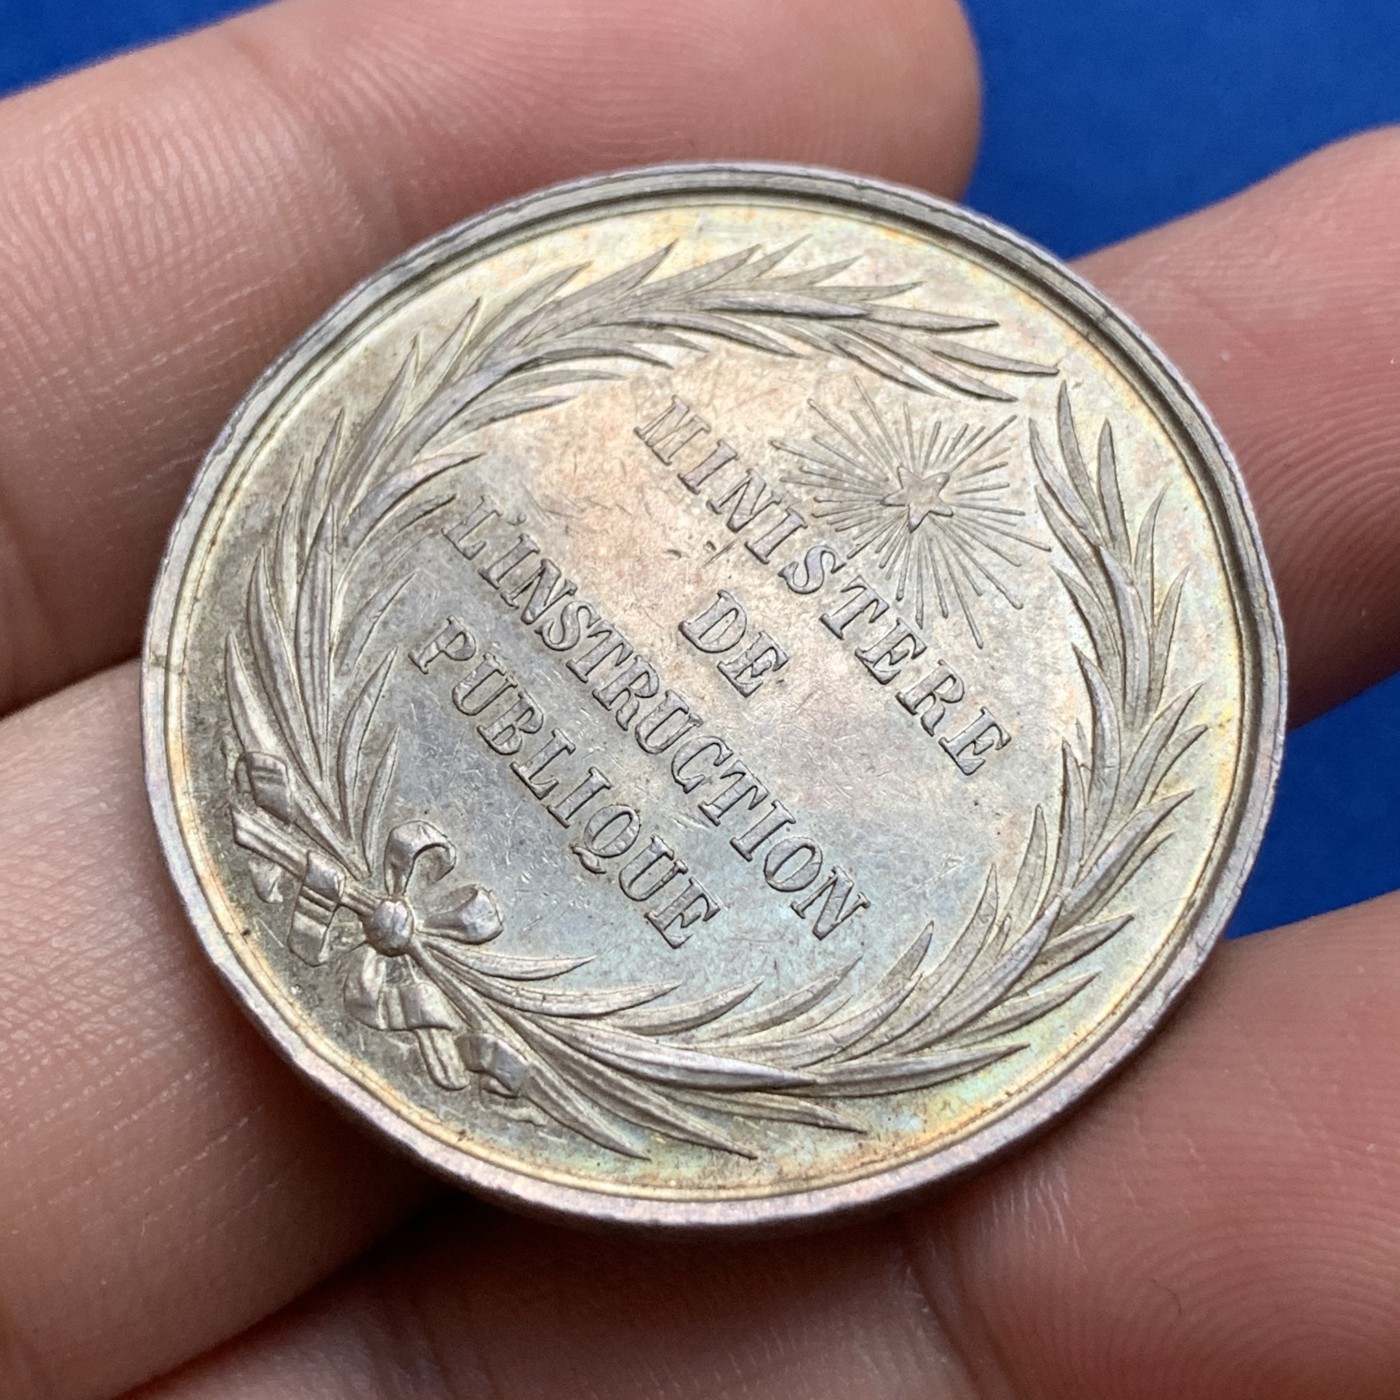 MINISTERE
DE
L'INSTRUCTION
PUBLIQUE